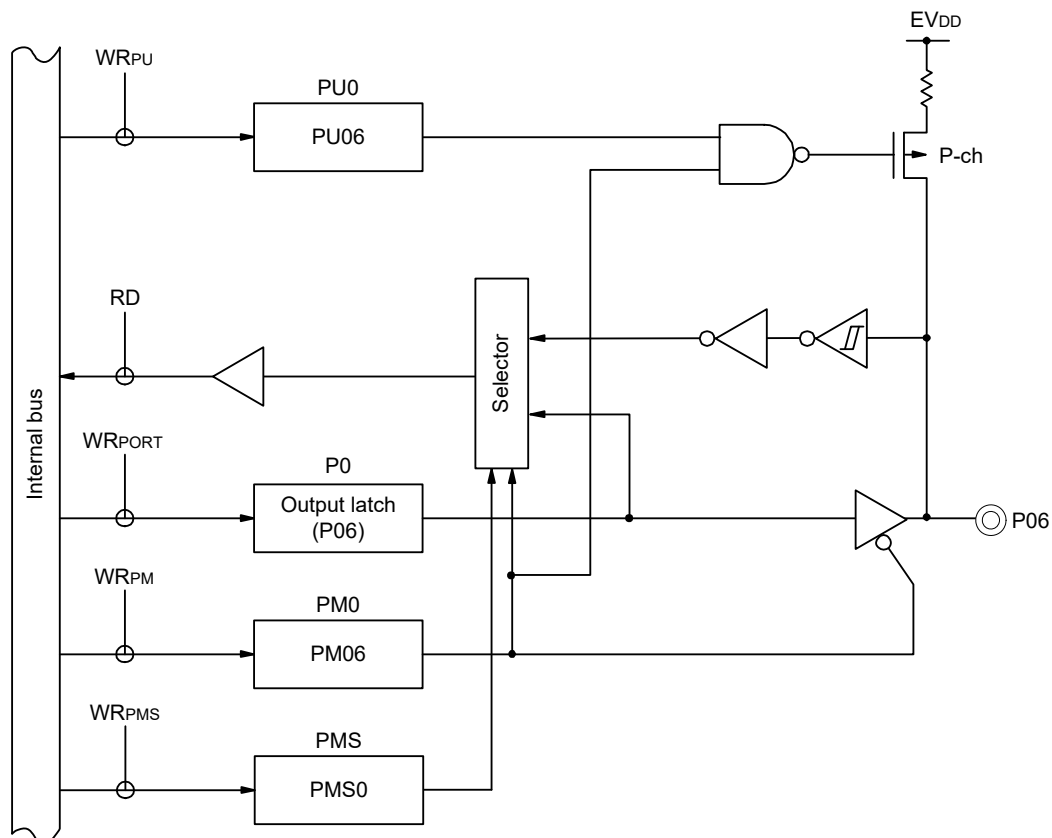 EVDD
WRPU
PU0
PU06
P-ch
RD
Selector
Internal bus
WRPORT
P0
Output latch
(P06)
P06
WRPM
PM0
PM06
WRPMS
PMS
PMS0